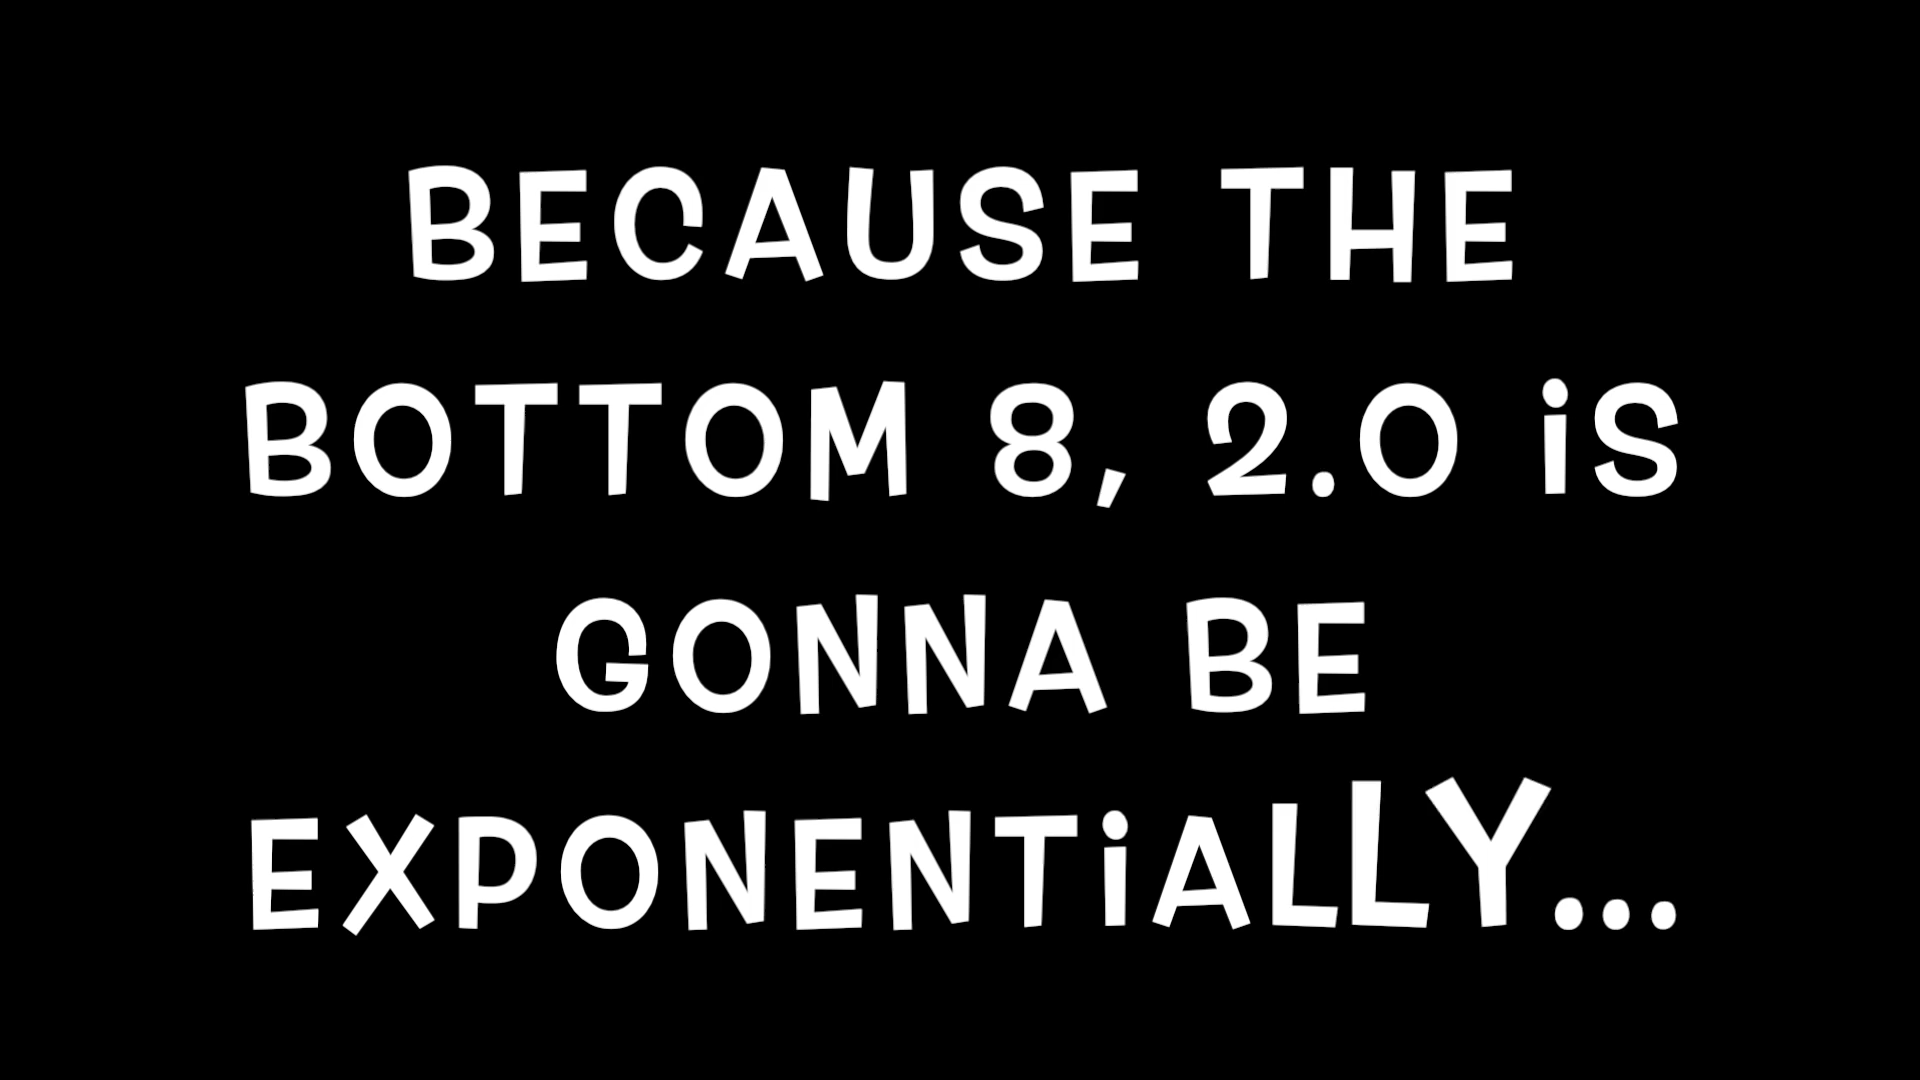 BECAUSE THE
BOTTOM 8, 2.0 iS
GONNA BE
EXPONENTiALLY...